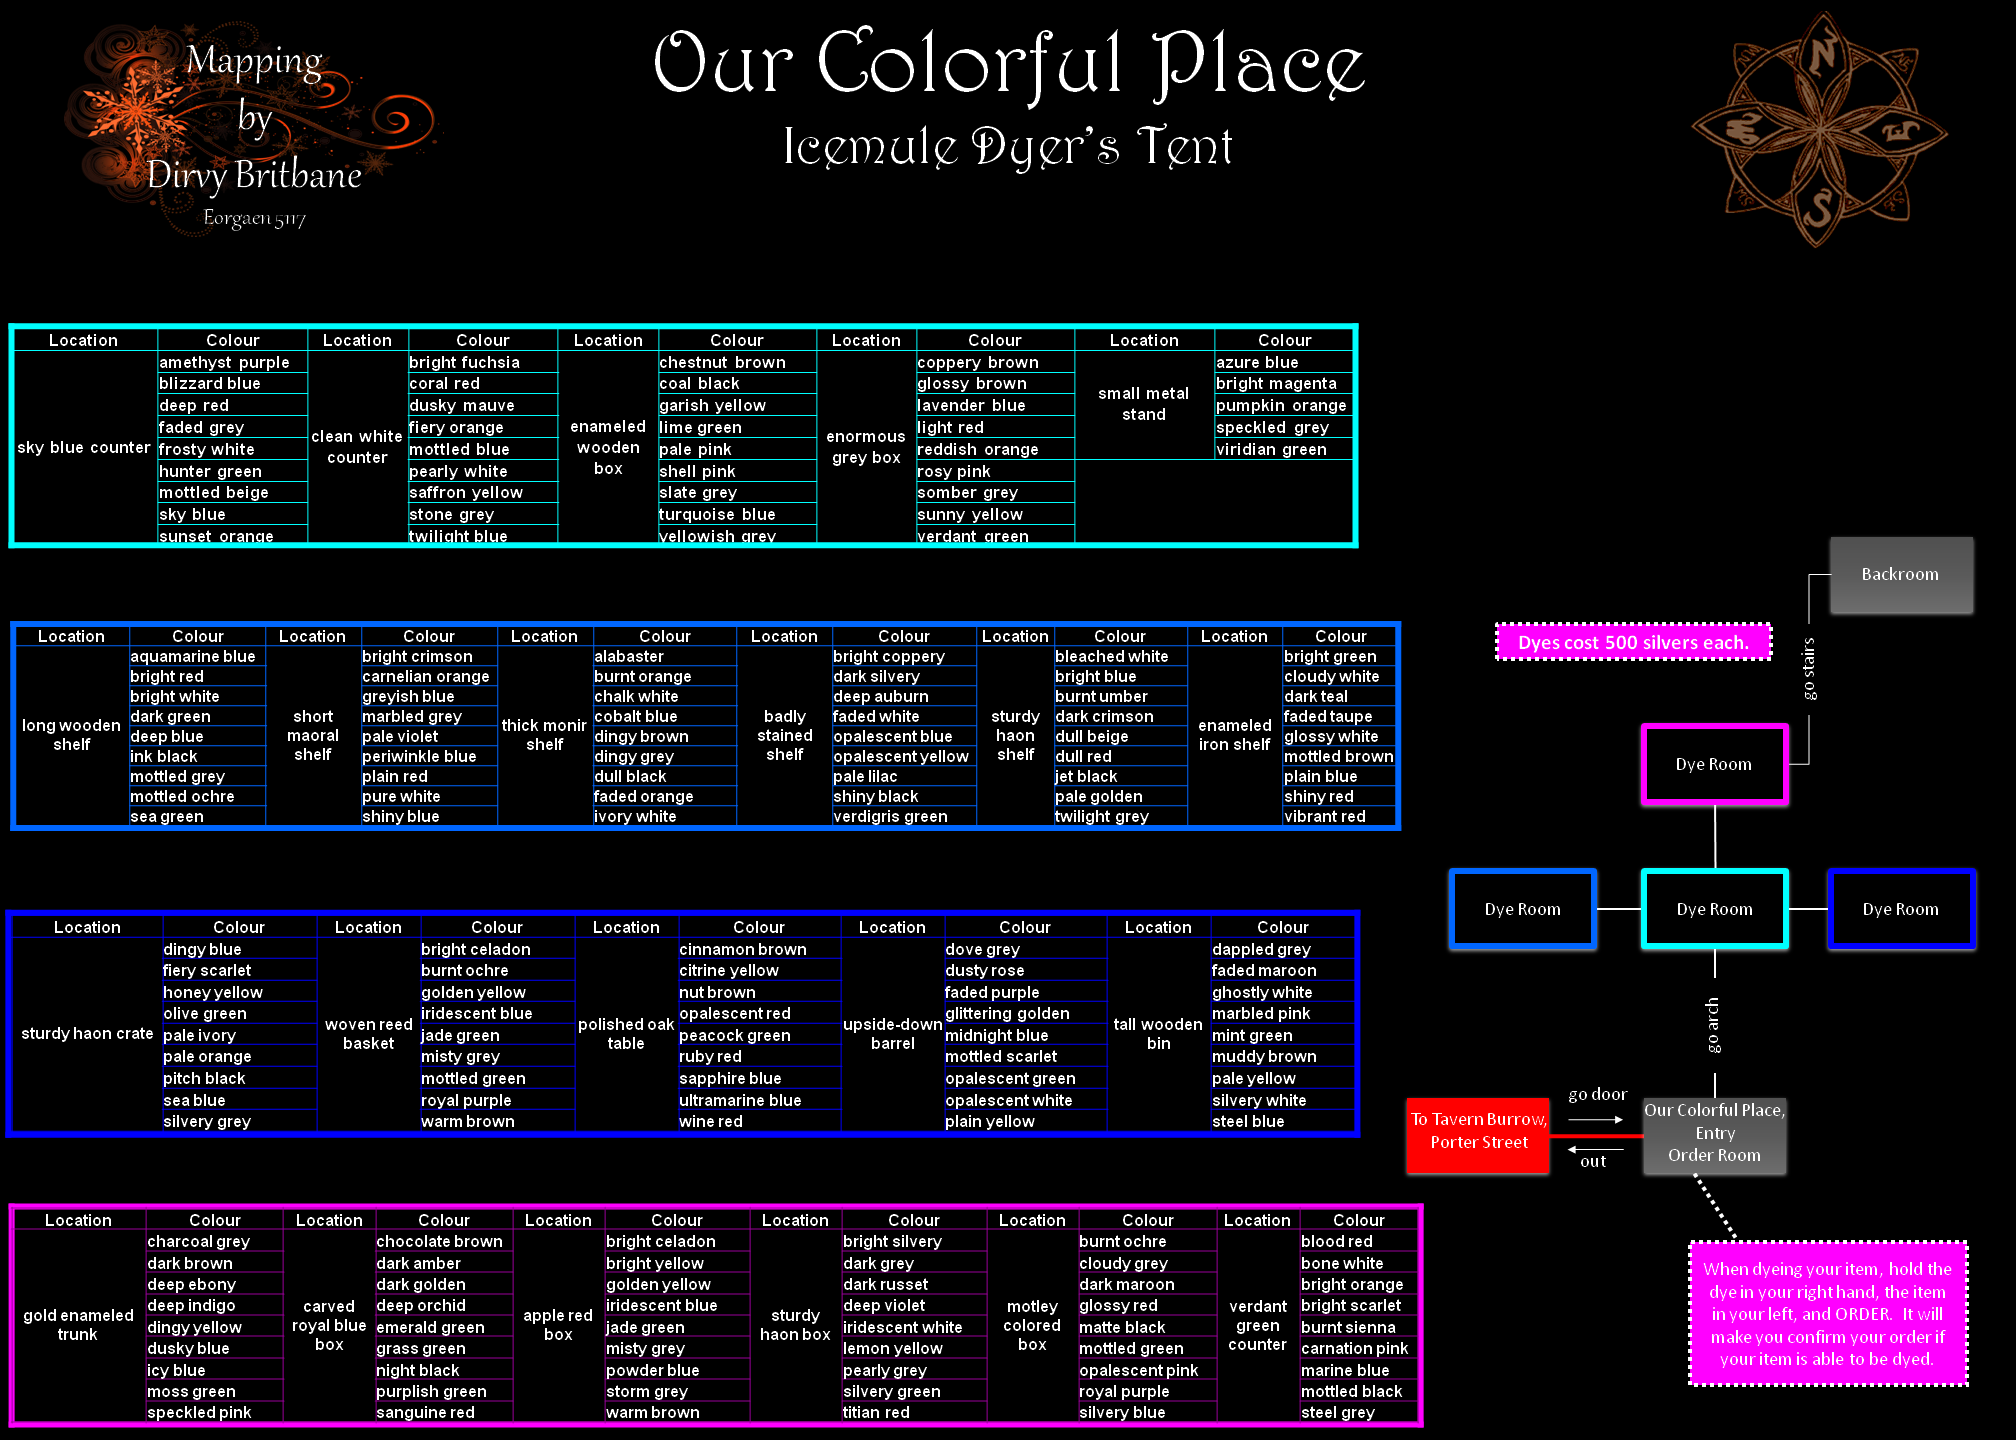 Mapping
by
Dirvy Britbane
Eorgaen 5117
Our Colorful Place
Icemule Dyer's Tent
N
E
S
W
Location Colour Location Colour Location Colour Location Colour Location Colour
sky blue counter
amethyst purple
blizzard blue
deep red
faded grey
frosty white
hunter green
mottled beige
sky blue
sunset orange
clean white
counter
bright fuchsia
coral red
dusky mauve
fiery orange
mottled blue
pearly white
saffron yellow
stone grey
twilight blue
enameled
wooden
box
chestnut brown
coal black
garish yellow
lime green
pale pink
shell pink
slate grey
turquoise blue
yellowish grey
enormous
grey box
coppery brown
glossy brown
lavender blue
light red
reddish orange
rosy pink
somber grey
sunny yellow
verdant green
small metal
stand
azure blue
bright magenta
pumpkin orange
speckled grey
viridian green
Location Colour Location Colour Location Colour Location Colour Location Colour Location Colour
long wooden
shelf
aquamarine blue
bright red
bright white
dark green
deep blue
ink black
mottled grey
mottled ochre
sea green
short
maoral
shelf
bright crimson
carnelian orange
greyish blue
marbled grey
pale violet
periwinkle blue
plain red
pure white
shiny blue
thick monir
shelf
alabaster
burnt orange
chalk white
cobalt blue
dingy brown
dingy grey
dull black
faded orange
ivory white
badly
stained
shelf
bright coppery
dark silvery
deep auburn
faded white
opalescent blue
opalescent yellow
pale lilac
shiny black
verdigris green
sturdy
haon
shelf
bleached white
bright blue
burnt umber
dark crimson
dull beige
dull red
jet black
pale golden
twilight grey
enameled
iron shelf
bright green
cloudy white
dark teal
faded taupe
glossy white
mottled brown
plain blue
shiny red
vibrant red
Location Colour Location Colour Location Colour Location Colour Location Colour
sturdy haon crate
dingy blue
fiery scarlet
honey yellow
olive green
pale ivory
pale orange
pitch black
sea blue
silvery grey
woven reed
basket
bright celadon
burnt ochre
golden yellow
iridescent blue
jade green
misty grey
mottled green
royal purple
warm brown
polished oak
table
cinnamon brown
citrine yellow
nut brown
opalescent red
peacock green
ruby red
sapphire blue
ultramarine blue
wine red
upside-down
barrel
dove grey
dusty rose
faded purple
glittering golden
midnight blue
mottled scarlet
opalescent green
opalescent white
plain yellow
tall wooden
bin
dappled grey
faded maroon
ghostly white
marbled pink
mint green
muddy brown
pale yellow
silvery white
steel blue
Location Colour Location Colour Location Colour Location Colour Location Colour Location Colour
gold enameled
trunk
charcoal grey
dark brown
deep ebony
deep indigo
dingy yellow
dusky blue
icy blue
moss green
speckled pink
carved
royal blue
box
chocolate brown
dark amber
dark golden
deep orchid
emerald green
grass green
night black
purplish green
sanguine red
apple red
box
bright celadon
bright yellow
golden yellow
iridescent blue
jade green
misty grey
powder blue
storm grey
warm brown
sturdy
haon box
bright silvery
dark grey
dark russet
deep violet
iridescent white
lemon yellow
pearly grey
silvery green
titian red
motley
colored
box
burnt ochre
cloudy grey
dark maroon
glossy red
matte black
mottled green
opalescent pink
royal purple
silvery blue
verdant
green
counter
blood red
bone white
bright orange
bright scarlet
burnt sienna
carnation pink
marine blue
mottled black
steel grey
Backroom
Dyes cost 500 silvers each.
go stairs
Dye Room
Dye Room
Dye Room
Dye Room
go arch
go door
To Tavern Burrow,
Porter Street
out
Our Colorful Place,
Entry
Order Room
When dyeing your item, hold the
dye in your right hand, the item
in your left, and ORDER. It will
make you confirm your order if
your item is able to be dyed.